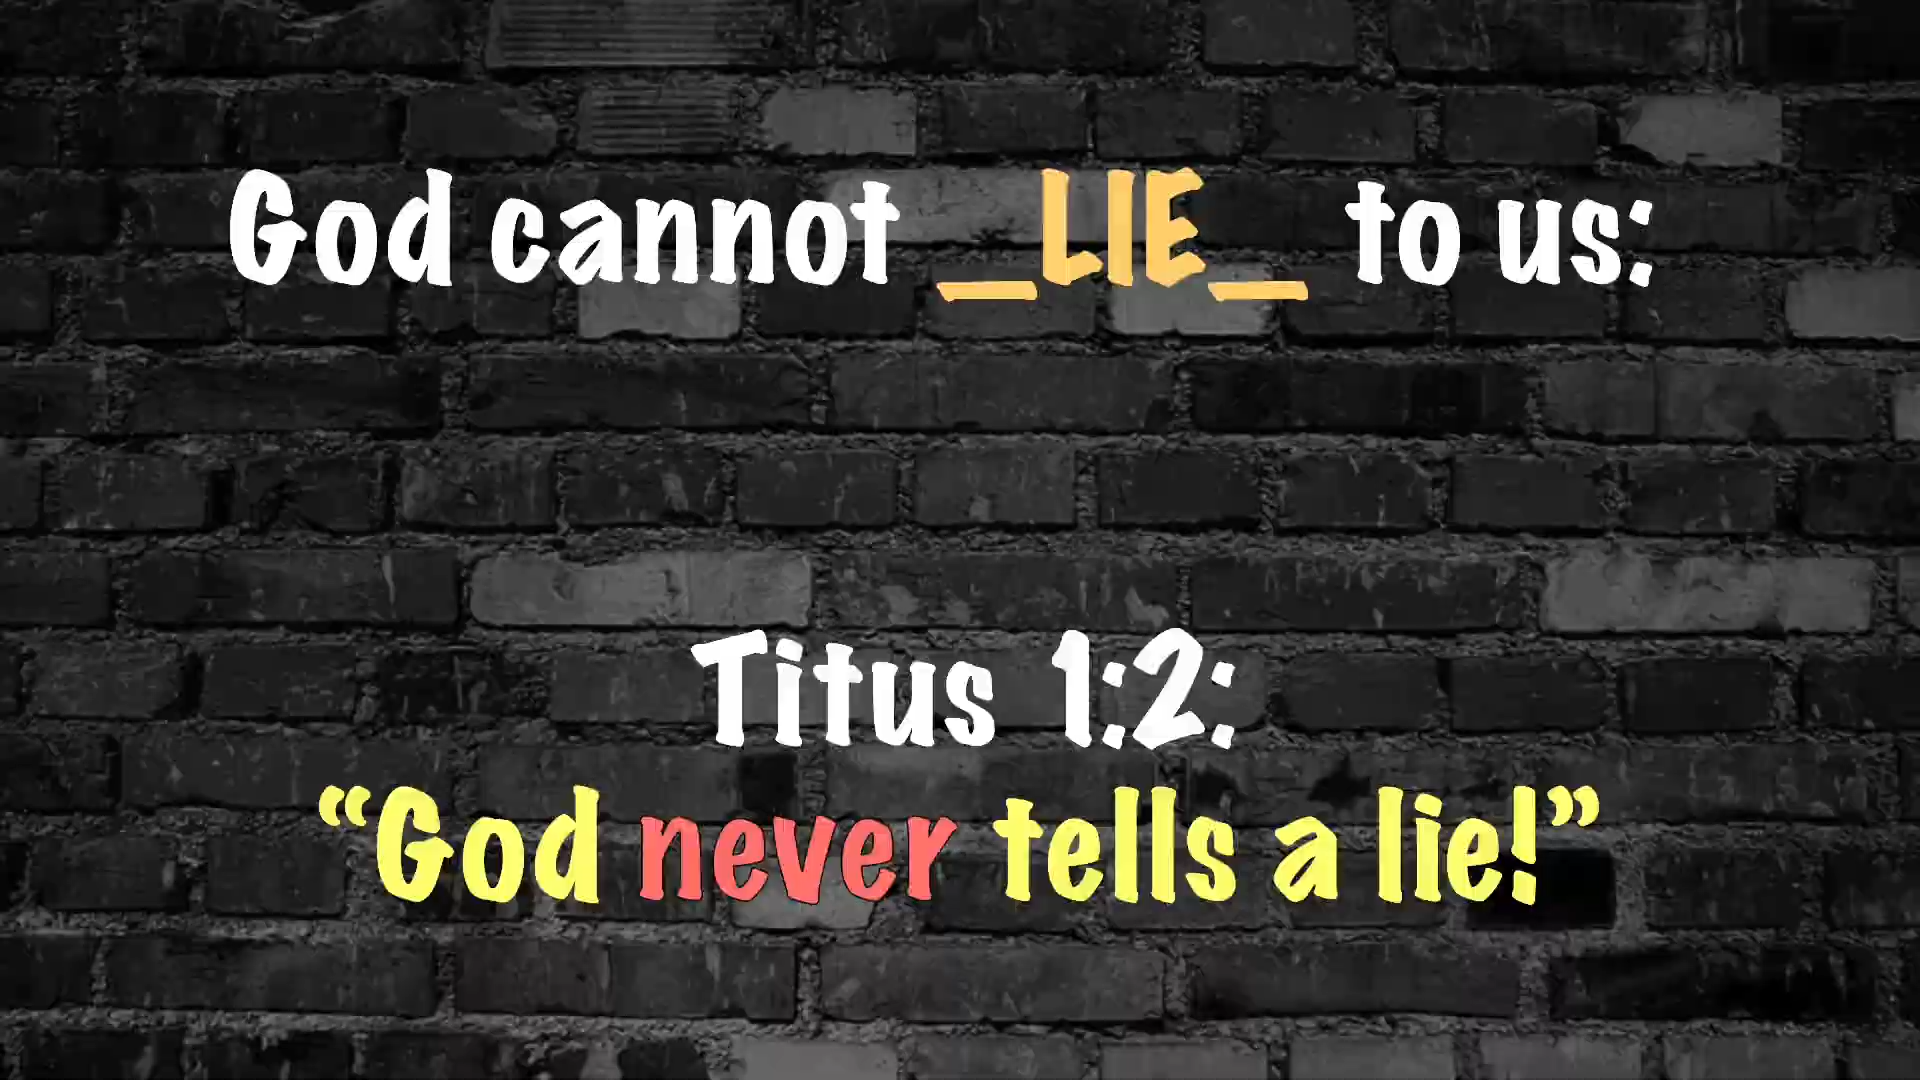 God cannot _LIE_ to us:
Titus 1:2:
“God never tells a lie!”